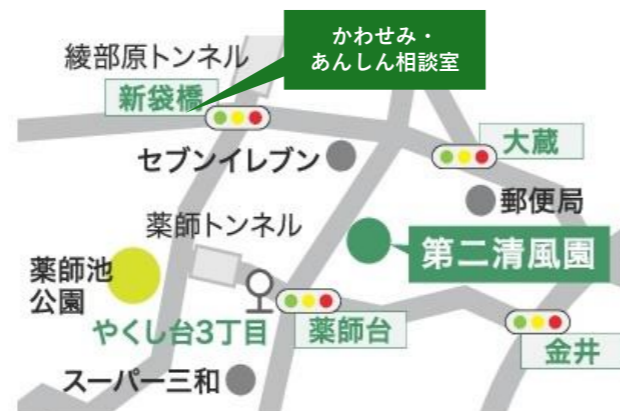 かわせみ・
あんしん相談室
綾部原トンネル
新袋橋
大蔵
セブンイレブン
郵便局
薬師トンネル
第二清風園
薬師池
公園
やくし台3丁目
薬師台
金井
スーパー三和